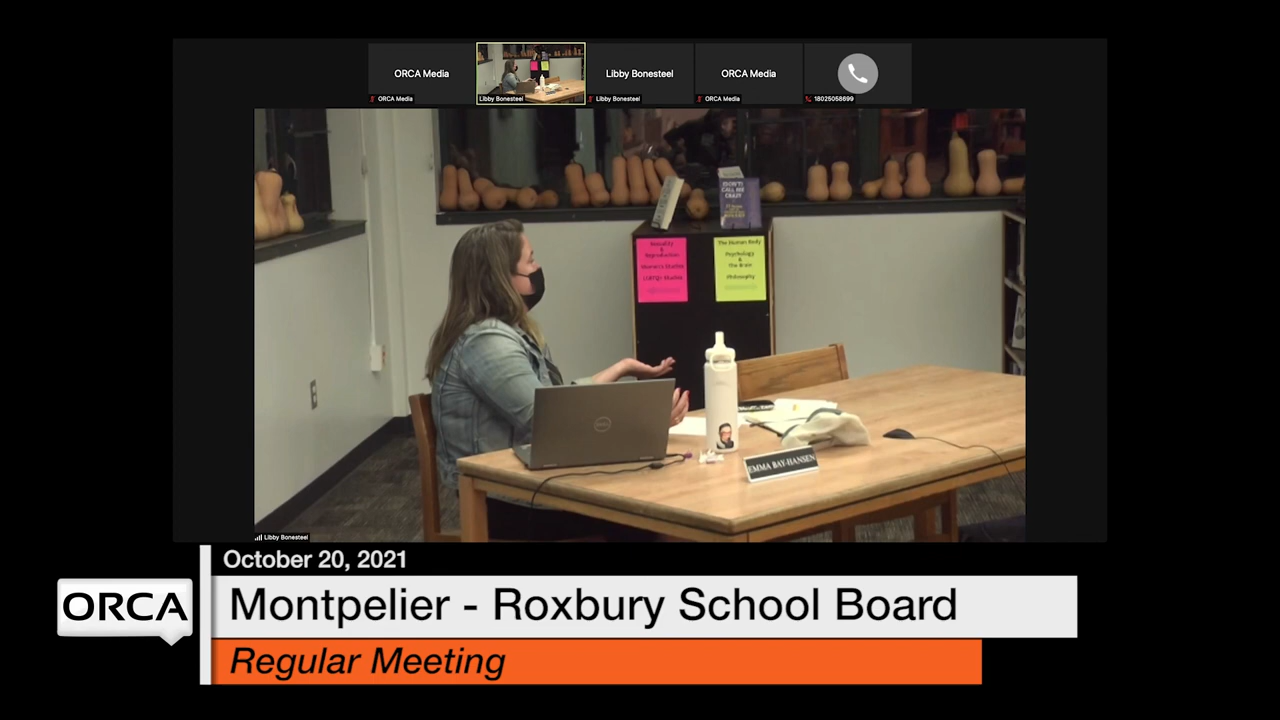 ORCA Media
Libby Bonesteel
ORCA Media
ORCA Media
Libby Bonesteel
Libby Bonesteel
ORCA Media
18025058699
I DON'T
CALL ME
CRAZY
Sexuality
&
Reproduction
Women's Studies
LGBTQ+ Studies
The Human Body
Psychology
&
The Brain
Philosophy
DELL
EMMA BAY-HANSEN
Libby Bonesteel
October 20, 2021
ORCA
Montpelier - Roxbury School Board
Regular Meeting